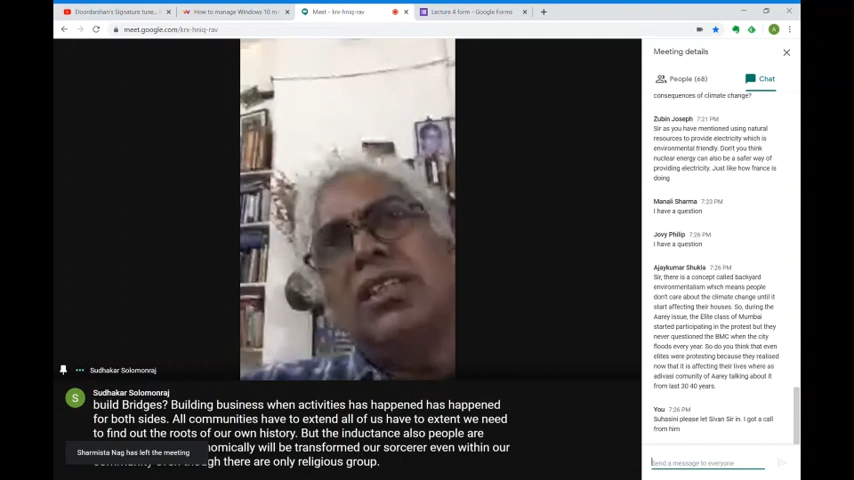 Doordarshan's Signature tune...
How to manage Windows 10 n
Meet - krx-hniq-rav
Lecture 4 form - Google Forms
meet.google.com/krx-hniq-rav
A
Meeting details
People (68)
Chat
consequences of climate change?
Zubin Joseph 7:21 PM
Sir as you have mentioned using natural
resources to provide electricity which is
environmental friendly. Don't you think
nuclear energy can also be a safer way of
providing electricity. Just like how france is
doing
Manali Sharma 7:23 PM
I have a question
Jovy Philip 7:26 PM
I have a question
Ajaykumar Shukla 7:26 PM
Sir, there is a concept called backyard
environmentalism which means people
don't care about the climate change until it
start affecting their houses. So, during the
Aarey issue, the Elite class of Mumbai
started participating in the protest but they
never questioned the BMC when the city
floods every year. So do you think that even
elites were protesting because they realised
now that it is affecting their lives where as
adivasi comunity of Aarey talking about it
from last 30 40 years.
You 7:26 PM
Suhasini please let Sivan Sir in. I got a call
from him
Send a message to everyone
Sudhakar Solomonraj
S
Sudhakar Solomonraj
build Bridges? Building business when activities has happened has happened
for both sides. All communities have to extend all of us have to extent we need
to find out the roots of our own history. But the inductance also people are
nomically will be transformed our sorcerer even within our
though there are only religious group.
Sharmista Nag has left the meeting